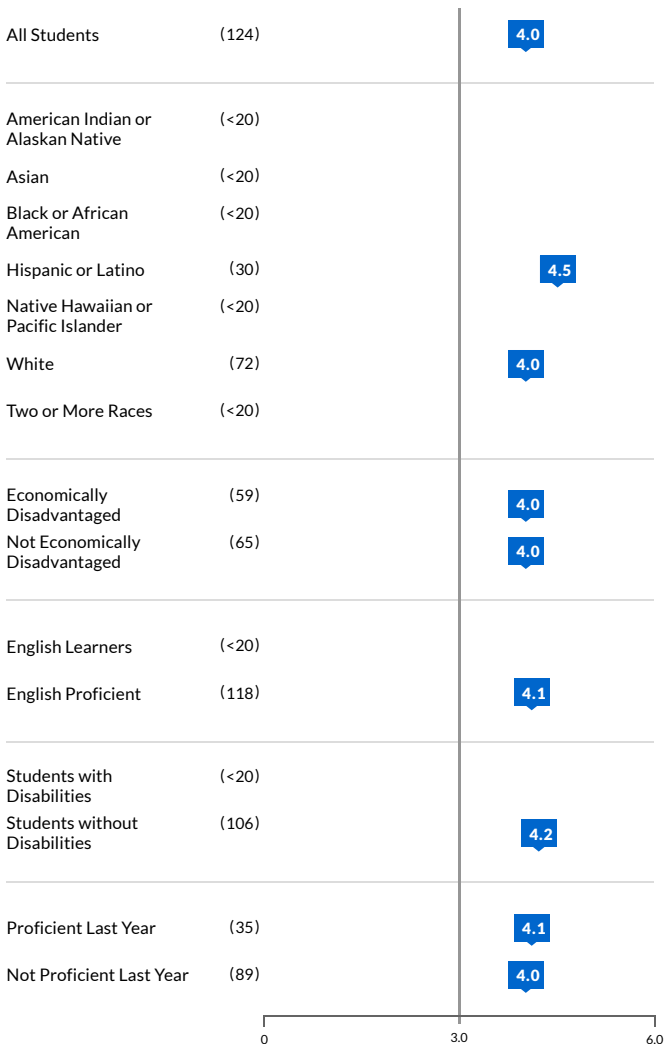 All Students (124) 4.0
American Indian or (<20)
Alaskan Native
Asian (<20)
Black or African (<20)
American
Hispanic or Latino (30) 4.5
Native Hawaiian or (<20)
Pacific Islander
White (72) 4.0
Two or More Races (<20)
Economically (59) 4.0
Disadvantaged
Not Economically (65) 4.0
Disadvantaged
English Learners (<20)
English Proficient (118) 4.1
Students with (<20)
Disabilities
Students without (106) 4.2
Disabilities
Proficient Last Year (35) 4.1
Not Proficient Last Year (89) 4.0
0 3.0 6.0